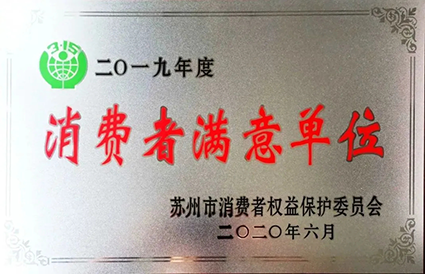 315
二〇一九年度
消费者满意单位
苏州市消费者权益保护委员会
二〇二〇年六月